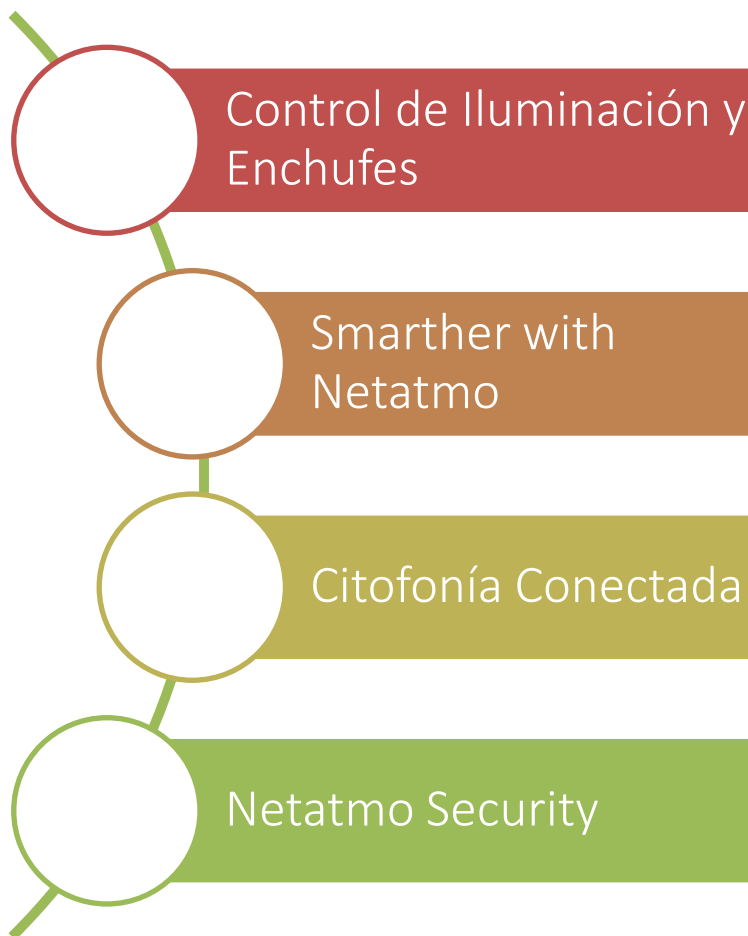 Control de Iluminación y
Enchufes
Smarther with
Netatmo
Citofonía Conectada
Netatmo Security